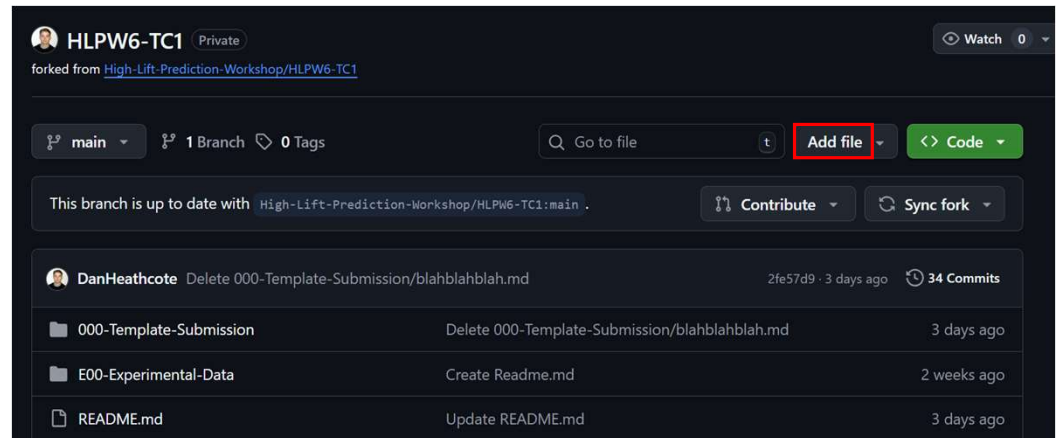 HLPW6-TC1 Private
Watch 0
forked from High-Lift-Prediction-Workshop/HLPW6-TC1
main 1 Branch 0 Tags Go to file t Add file <> Code
This branch is up to date with High-Lift-Prediction-Workshop/HLPW6-TC1:main . Contribute Sync fork
DanHeathcote Delete 000-Template-Submission/blahblahblah.md 2fe57d9 · 3 days ago 34 Commits
000-Template-Submission Delete 000-Template-Submission/blahblahblah.md 3 days ago
E00-Experimental-Data Create Readme.md 2 weeks ago
README.md Update README.md 3 days ago